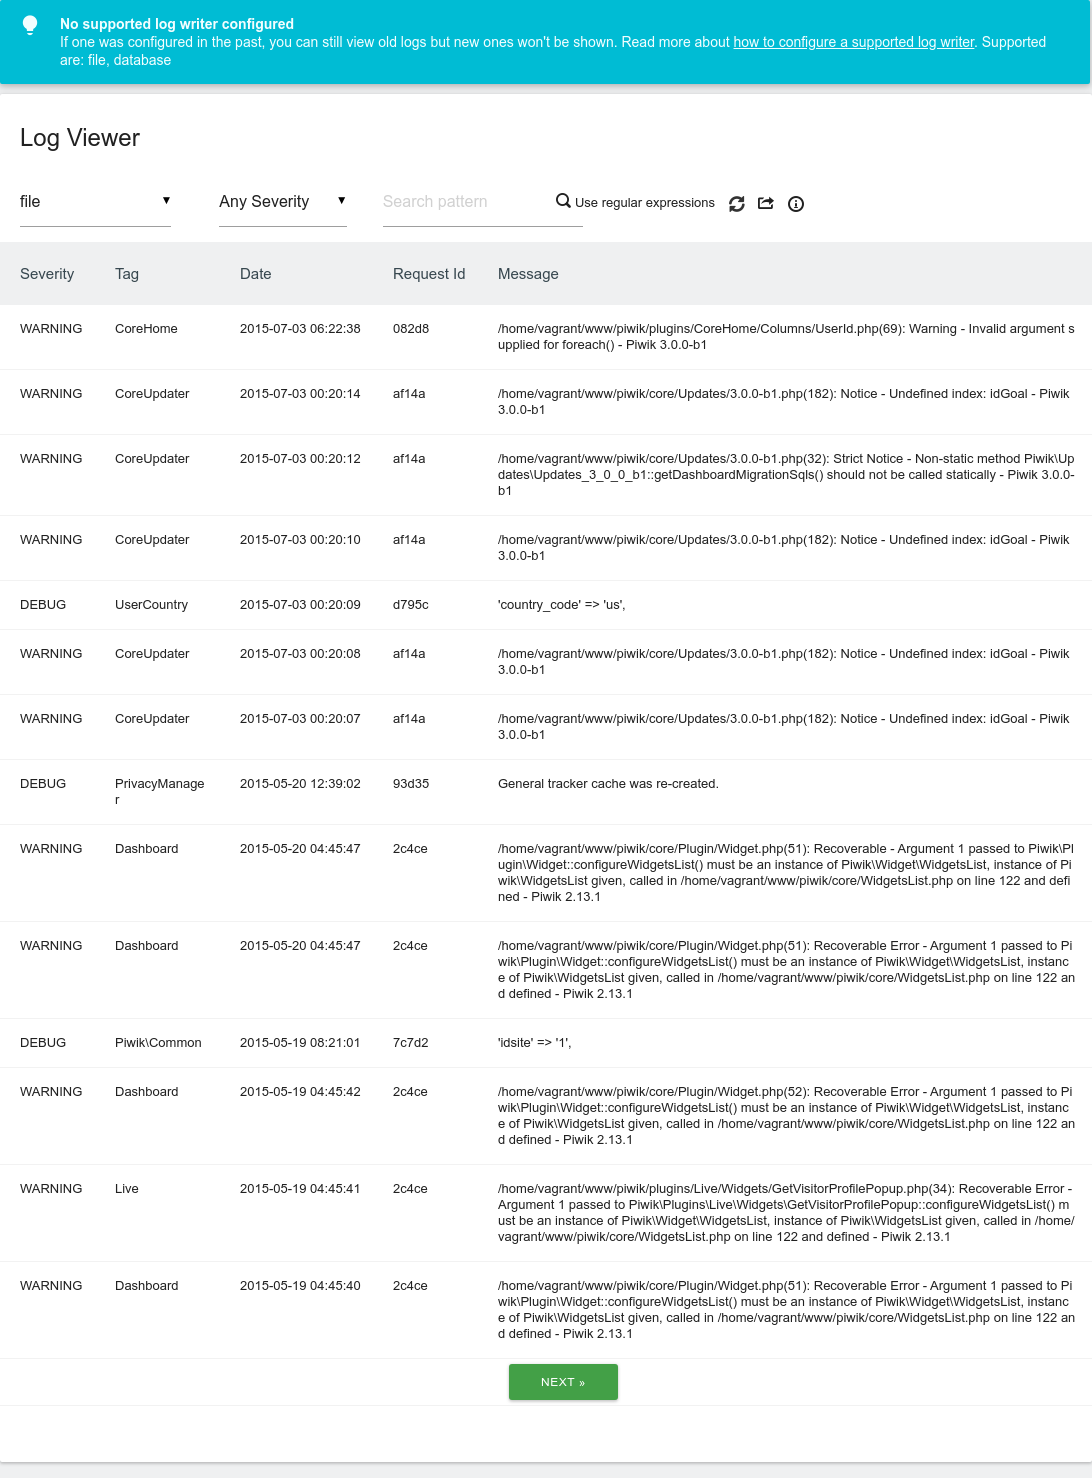 No supported log writer configured
If one was configured in the past, you can still view old logs but new ones won't be shown. Read more about how to configure a supported log writer. Supported
are: file, database
Log Viewer
file ▼ Any Severity ▼ Search pattern Use regular expressions
Severity Tag Date Request Id Message
WARNING CoreHome 2015-07-03 06:22:38 082d8 /home/vagrant/www/piwik/plugins/CoreHome/Columns/UserId.php(69): Warning - Invalid argument s
upplied for foreach() - Piwik 3.0.0-b1
WARNING CoreUpdater 2015-07-03 00:20:14 af14a /home/vagrant/www/piwik/core/Updates/3.0.0-b1.php(182): Notice - Undefined index: idGoal - Piwik
3.0.0-b1
WARNING CoreUpdater 2015-07-03 00:20:12 af14a /home/vagrant/www/piwik/core/Updates/3.0.0-b1.php(32): Strict Notice - Non-static method Piwik\Up
dates\Updates_3_0_0_b1::getDashboardMigrationSqls() should not be called statically - Piwik 3.0.0-
b1
WARNING CoreUpdater 2015-07-03 00:20:10 af14a /home/vagrant/www/piwik/core/Updates/3.0.0-b1.php(182): Notice - Undefined index: idGoal - Piwik
3.0.0-b1
DEBUG UserCountry 2015-07-03 00:20:09 d795c 'country_code' => 'us',
WARNING CoreUpdater 2015-07-03 00:20:08 af14a /home/vagrant/www/piwik/core/Updates/3.0.0-b1.php(182): Notice - Undefined index: idGoal - Piwik
3.0.0-b1
WARNING CoreUpdater 2015-07-03 00:20:07 af14a /home/vagrant/www/piwik/core/Updates/3.0.0-b1.php(182): Notice - Undefined index: idGoal - Piwik
3.0.0-b1
DEBUG PrivacyManage 2015-05-20 12:39:02 93d35 General tracker cache was re-created.
r
WARNING Dashboard 2015-05-20 04:45:47 2c4ce /home/vagrant/www/piwik/core/Plugin/Widget.php(51): Recoverable - Argument 1 passed to Piwik\Pl
ugin\Widget::configureWidgetsList() must be an instance of Piwik\Widget\WidgetsList, instance of Pi
wik\WidgetsList given, called in /home/vagrant/www/piwik/core/WidgetsList.php on line 122 and defi
ned - Piwik 2.13.1
WARNING Dashboard 2015-05-20 04:45:47 2c4ce /home/vagrant/www/piwik/core/Plugin/Widget.php(51): Recoverable Error - Argument 1 passed to Pi
wik\Plugin\Widget::configureWidgetsList() must be an instance of Piwik\Widget\WidgetsList, instanc
e of Piwik\WidgetsList given, called in /home/vagrant/www/piwik/core/WidgetsList.php on line 122 an
d defined - Piwik 2.13.1
DEBUG Piwik\Common 2015-05-19 08:21:01 7c7d2 'idsite' => '1',
WARNING Dashboard 2015-05-19 04:45:42 2c4ce /home/vagrant/www/piwik/core/Plugin/Widget.php(52): Recoverable Error - Argument 1 passed to Pi
wik\Plugin\Widget::configureWidgetsList() must be an instance of Piwik\Widget\WidgetsList, instanc
e of Piwik\WidgetsList given, called in /home/vagrant/www/piwik/core/WidgetsList.php on line 122 an
d defined - Piwik 2.13.1
WARNING Live 2015-05-19 04:45:41 2c4ce /home/vagrant/www/piwik/plugins/Live/Widgets/GetVisitorProfilePopup.php(34): Recoverable Error -
Argument 1 passed to Piwik\Plugins\Live\Widgets\GetVisitorProfilePopup::configureWidgetsList() m
ust be an instance of Piwik\Widget\WidgetsList, instance of Piwik\WidgetsList given, called in /home/
vagrant/www/piwik/core/WidgetsList.php on line 122 and defined - Piwik 2.13.1
WARNING Dashboard 2015-05-19 04:45:40 2c4ce /home/vagrant/www/piwik/core/Plugin/Widget.php(51): Recoverable Error - Argument 1 passed to Pi
wik\Plugin\Widget::configureWidgetsList() must be an instance of Piwik\Widget\WidgetsList, instanc
e of Piwik\WidgetsList given, called in /home/vagrant/www/piwik/core/WidgetsList.php on line 122 an
d defined - Piwik 2.13.1
NEXT »